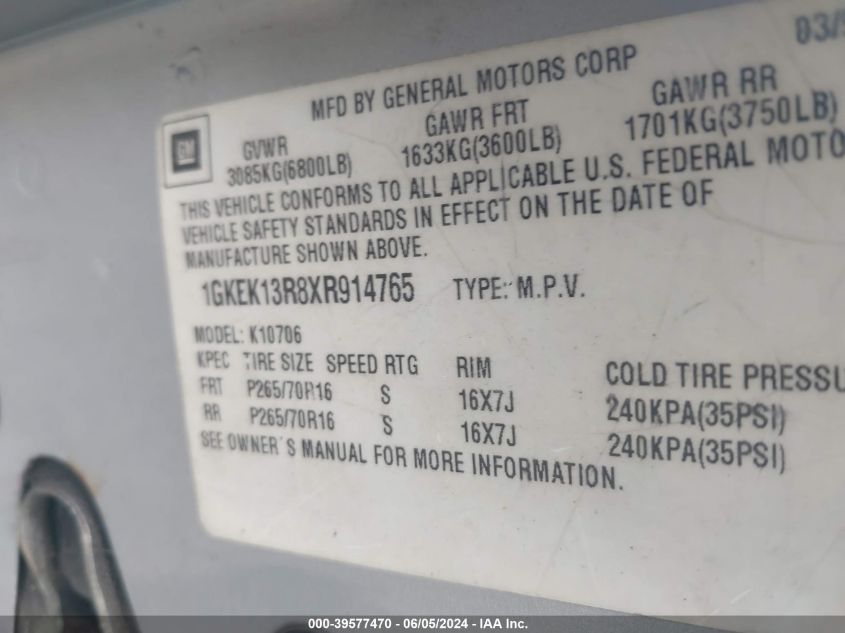 03/
MFD BY GENERAL MOTORS CORP
GM
GVWR GAWR FRT GAWR RR
3085KG(6800LB) 1633KG(3600LB) 1701KG(3750LB)
THIS VEHICLE CONFORMS TO ALL APPLICABLE U.S. FEDERAL MOTO
VEHICLE SAFETY STANDARDS IN EFFECT ON THE DATE OF
MANUFACTURE SHOWN ABOVE.
1GKEK13R8XR914765 TYPE: M.P.V.
MODEL: K10706
KPEC TIRE SIZE SPEED RTG RIM COLD TIRE PRESSU
FRT P265/70R16 S 16X7J 240KPA(35PSI)
RR P265/70R16 S 16X7J 240KPA(35PSI)
SEE OWNER'S MANUAL FOR MORE INFORMATION.
000-39577470 - 06/05/2024 - IAA Inc.